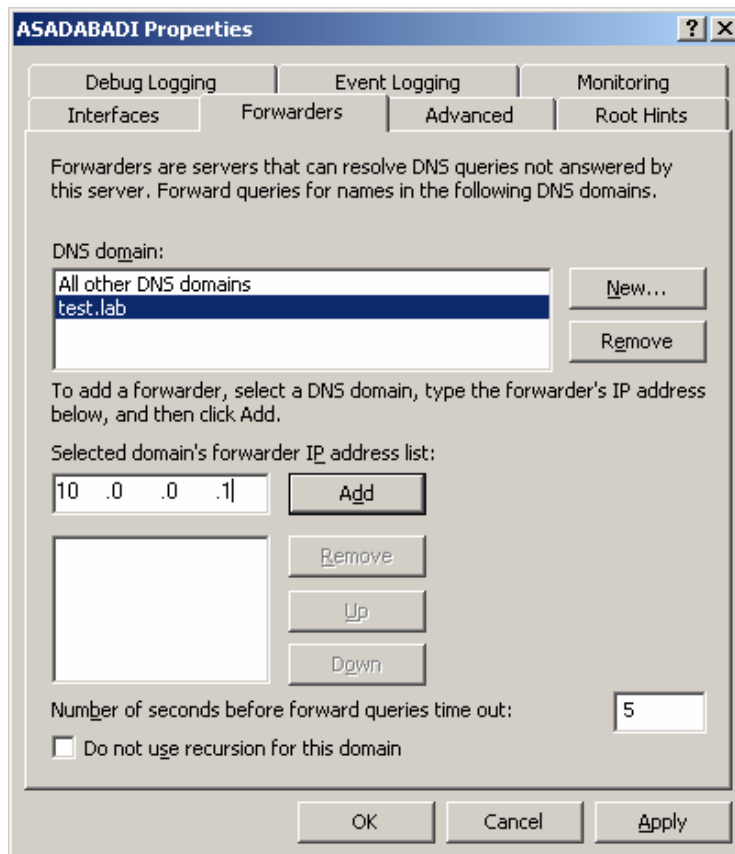 ASADABADI Properties
Debug Logging
Event Logging
Monitoring
Interfaces
Forwarders
Advanced
Root Hints
Forwarders are servers that can resolve DNS queries not answered by
this server. Forward queries for names in the following DNS domains.
DNS domain:
All other DNS domains
test.lab
New...
Remove
To add a forwarder, select a DNS domain, type the forwarder's IP address
below, and then click Add.
Selected domain's forwarder IP address list:
10 .0 .0 .1
Add
Remove
Up
Down
Number of seconds before forward queries time out:
5
Do not use recursion for this domain
OK
Cancel
Apply